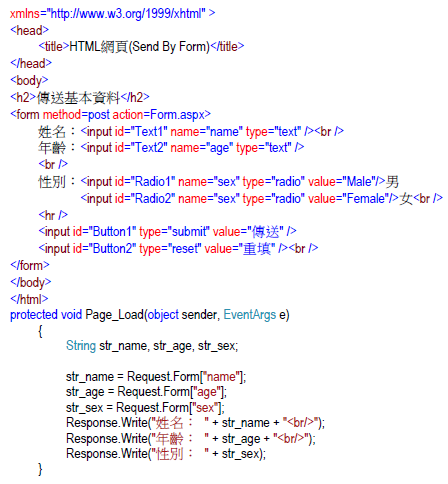 xmlns="http://www.w3.org/1999/xhtml" >
<head>
<title>HTML網頁(Send By Form)</title>
</head>
<body>
<h2>傳送基本資料</h2>
<form method=post action=Form.aspx>
姓名：<input id="Text1" name="name" type="text" /><br />
年齡：<input id="Text2" name="age" type="text" />
<br />
性別：<input id="Radio1" name="sex" type="radio" value="Male"/>男
<input id="Radio2" name="sex" type="radio" value="Female"/>女<br />
<hr />
<input id="Button1" type="submit" value="傳送" />
<input id="Button2" type="reset" value="重填" /><br />
</form>
</body>
</html>
protected void Page_Load(object sender, EventArgs e)
{
String str_name, str_age, str_sex;
str_name = Request.Form["name"];
str_age = Request.Form["age"];
str_sex = Request.Form["sex"];
Response.Write("姓名： " + str_name + "<br/>");
Response.Write("年齡： " + str_age + "<br/>");
Response.Write("性別： " + str_sex);
}